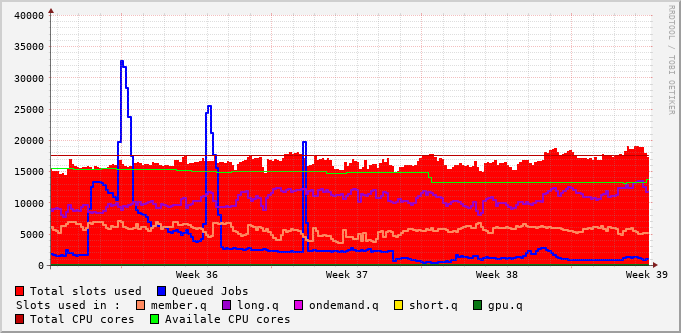 RRDTOOL / TOBI OETIKER
40000
35000
30000
25000
20000
15000
10000
5000
0
Week 36 Week 37 Week 38 Week 39
Total slots used Queued Jobs
Slots used in : member.q long.q ondemand.q short.q gpu.q
Total CPU cores Availale CPU cores